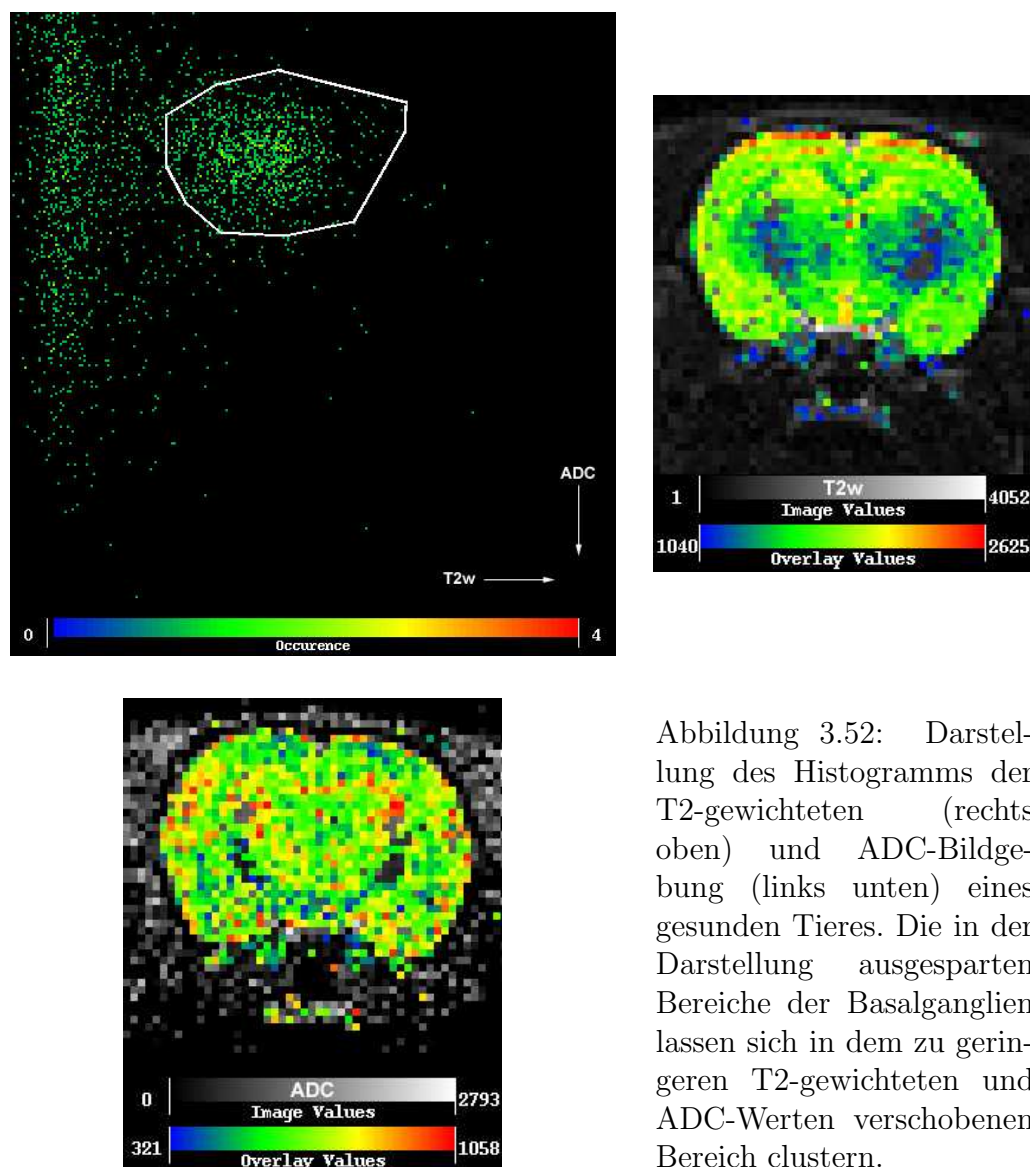 ADC
T2w
0
4
Occurence
T2w
1
4052
Image Values
1040
2625
Overlay Values
ADC
0
2793
Image Values
321
1058
Overlay Values
Abbildung 3.52: Darstel-
lung des Histogramms der
T2-gewichteten (rechts
oben) und ADC-Bildge-
bung (links unten) eines
gesunden Tieres. Die in der
Darstellung ausgesparten
Bereiche der Basalganglien
lassen sich in dem zu gerin-
geren T2-gewichteten und
ADC-Werten verschobenen
Bereich clustern.